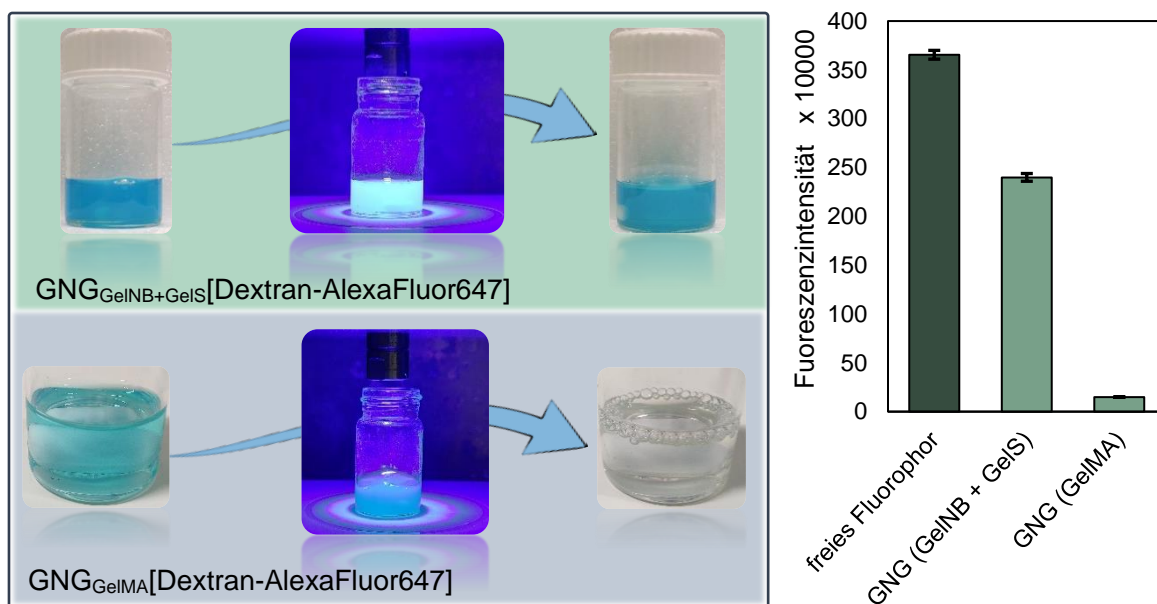 GNGGelNB+GelS[Dextran-AlexaFluor647]
GNGGelMA[Dextran-AlexaFluor647]
Fuoreszenzintensität x 10000
400
350
300
250
200
150
100
50
0
freies Fluorophor
GNG (GelNB + GelS)
GNG (GelMA)